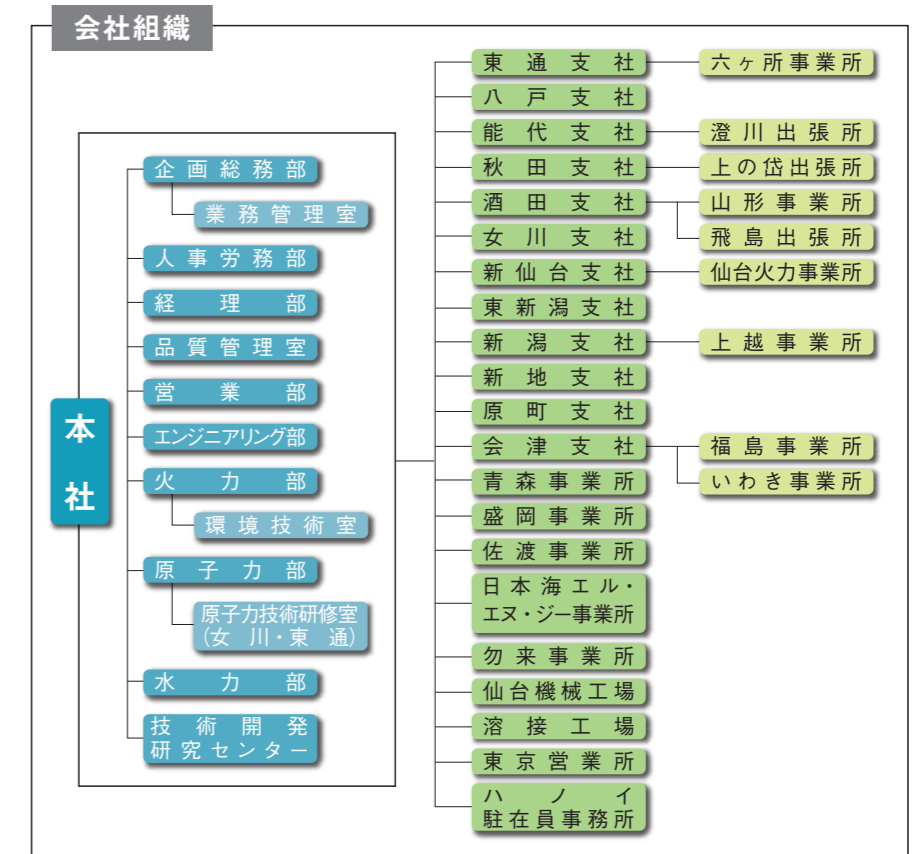 会社組織
本社
企画総務部
業務管理室
人事労務部
経理部
品質管理室
営業部
エンジニアリング部
火力部
環境技術室
原子力部
原子力技術研修室
(女川・東通)
水力部
技術開発
研究センター
東通支社
六ヶ所事業所
八戸支社
能代支社
澄川出張所
秋田支社
上の岱出張所
酒田支社
山形事業所
飛島出張所
女川支社
新仙台支社
仙台火力事業所
東新潟支社
新潟支社
上越事業所
新地支社
原町支社
会津支社
福島事業所
いわき事業所
青森事業所
盛岡事業所
佐渡事業所
日本海エル・
エヌ・ジー事業所
勿来事業所
仙台機械工場
溶接工場
東京営業所
ハノイ
駐在員事務所